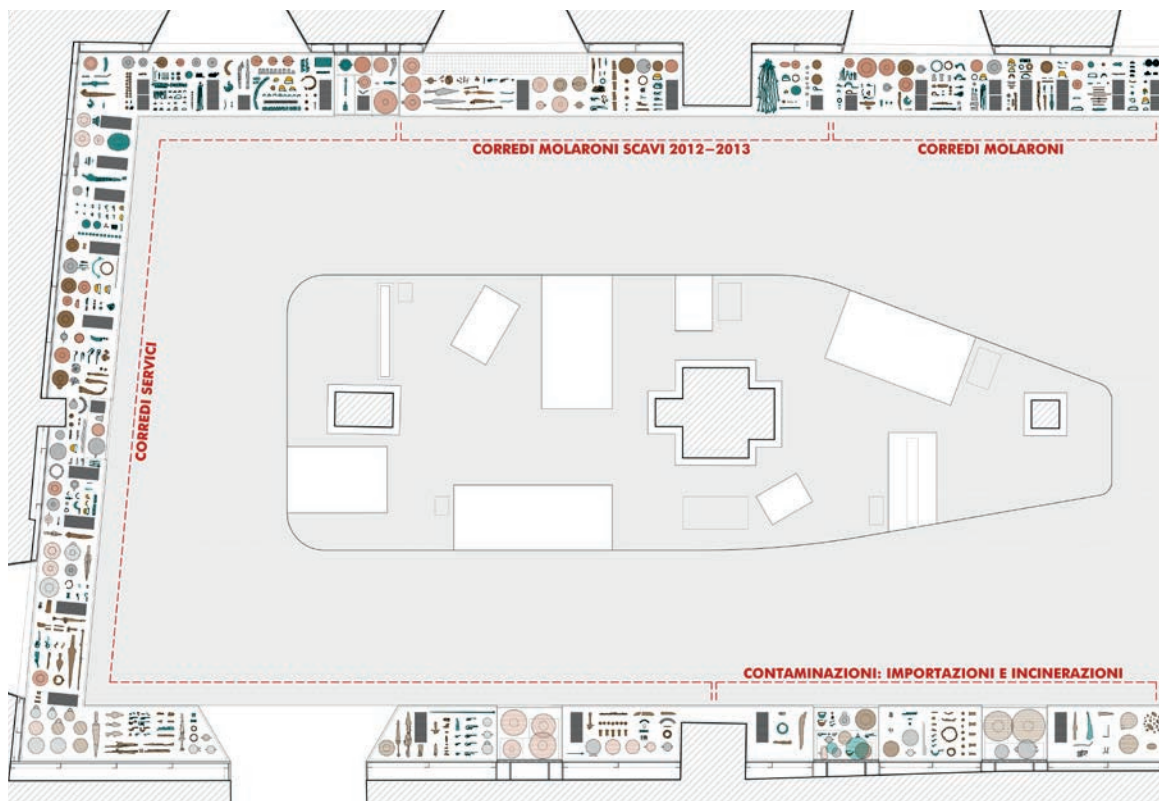 CORREDI MOLARONI SCAVI 2012–2013
CORREDI MOLARONI
CORREDI SERVICI
CONTAMINAZIONI: IMPORTAZIONI E INCINERAZIONI